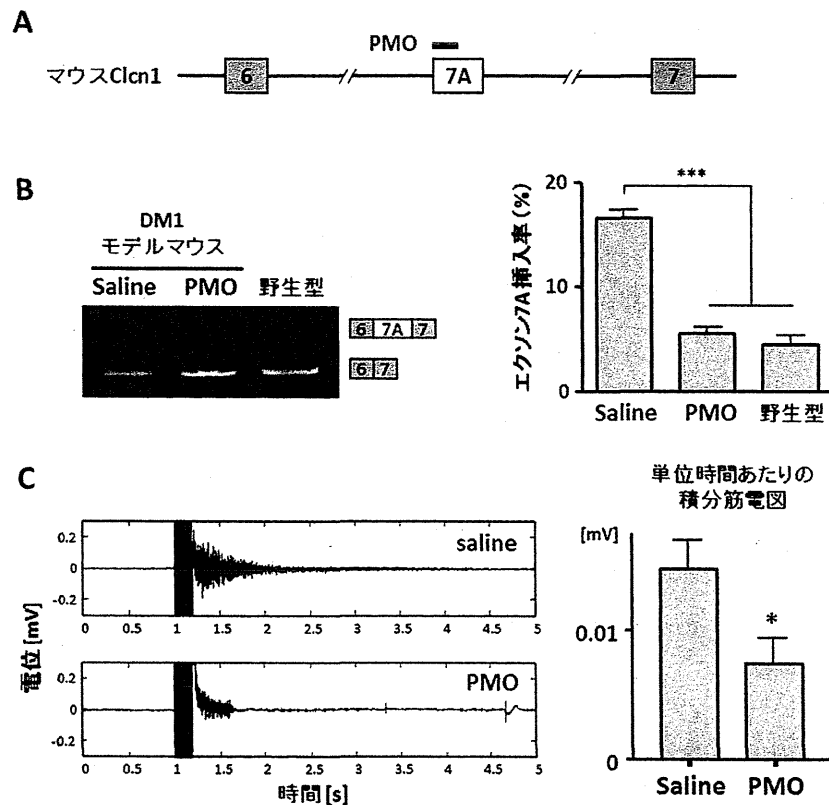 A
PMO
マウスClcn1
6
7A
7
B
DM1
モデルマウス
Saline PMO 野生型
6 7A 7
6 7
エクソン7A挿入率(%)
20
10
0
***
Saline PMO 野生型
C
電位[mV]
0.2
0
-0.2
saline
0 0.5 1 1.5 2 2.5 3 3.5 4 4.5 5
0.2
0
-0.2
PMO
0 0.5 1 1.5 2 2.5 3 3.5 4 4.5 5
時間[s]
単位時間あたりの
積分筋電図
[mV]
0.01
0
*
Saline PMO